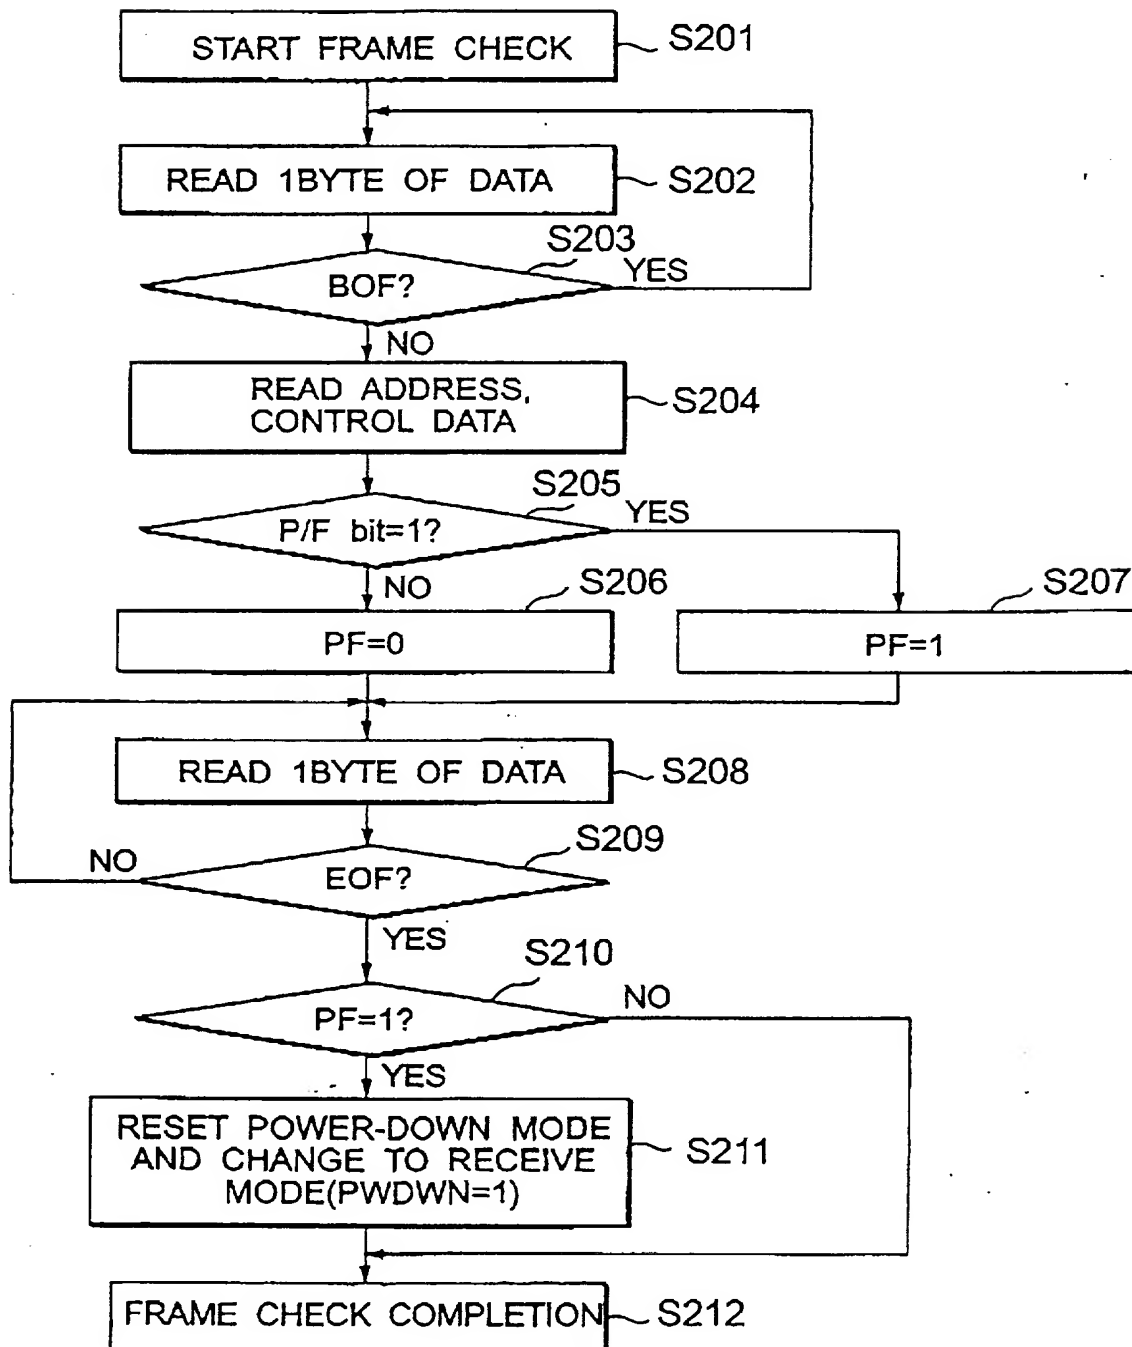 START FRAME CHECK
S201
READ 1BYTE OF DATA
S202
S203
BOF?
YES
NO
READ ADDRESS,
CONTROL DATA
S204
S205
P/F bit=1?
YES
NO
S206
PF=0
S207
PF=1
READ 1BYTE OF DATA
S208
S209
NO
EOF?
YES
S210
PF=1?
NO
YES
RESET POWER-DOWN MODE
AND CHANGE TO RECEIVE
MODE(PWDWN=1)
S211
FRAME CHECK COMPLETION
S212